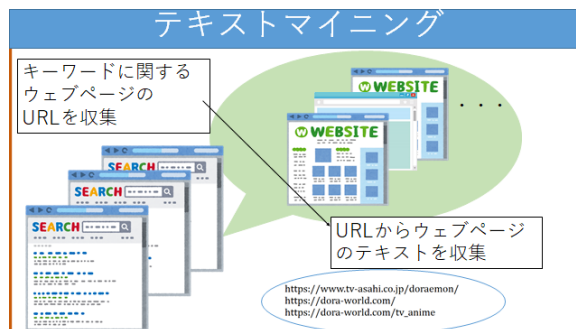 テキストマイニング
キーワードに関する
ウェブページの
URLを収集
WEBSITE
WEBSITE
・・・
SEARCH
SEARCH
SEARCH
URLからウェブページ
のテキストを収集
https://www.tv-asahi.co.jp/doraemon/
https://dora-world.com/
https://dora-world.com/tv_anime